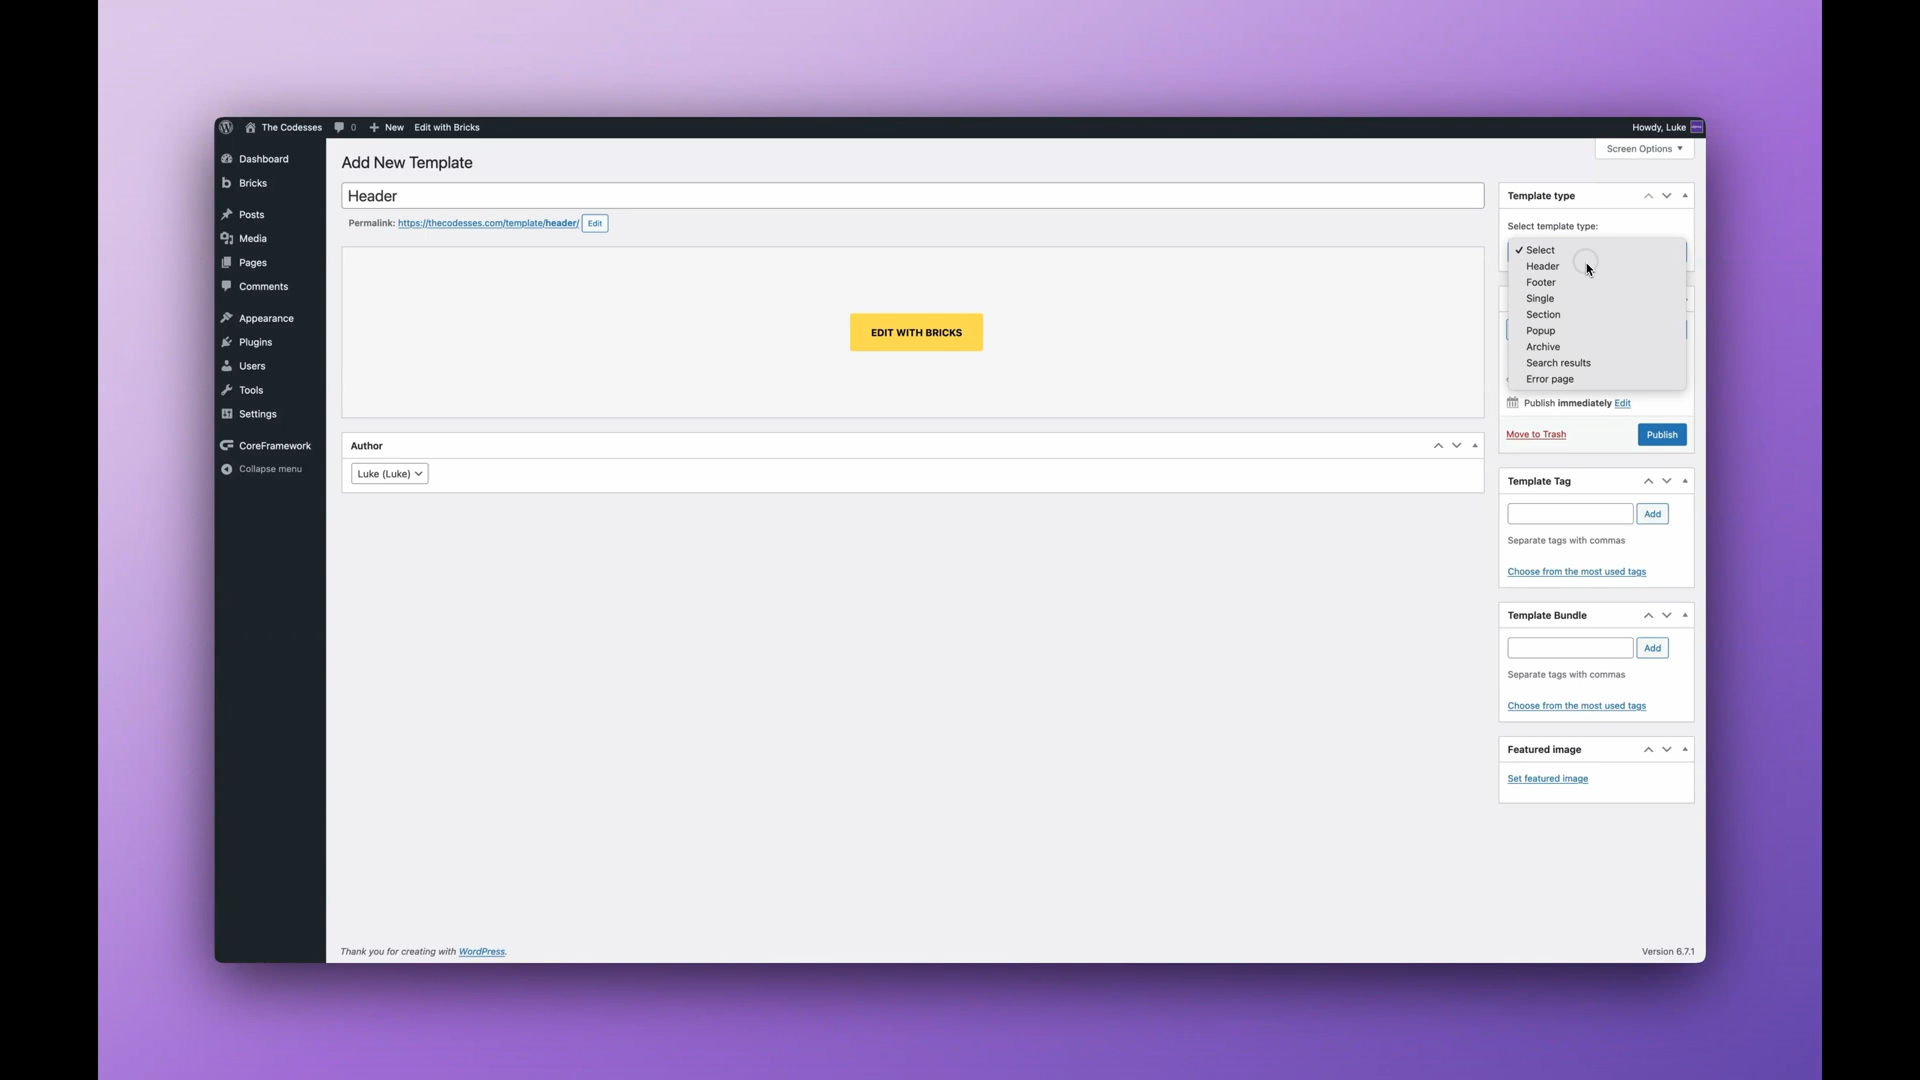 The Codesses 0 New Edit with Bricks Howdy, Luke
Screen Options
Dashboard
Bricks
Posts
Media
Pages
Comments
Appearance
Plugins
Users
Tools
Settings
CoreFramework
Collapse menu
Add New Template
Header
Permalink: https://thecodesses.com/template/header/ Edit
EDIT WITH BRICKS
Author
Luke (Luke)
Template type
Select template type:
Select
Header
Footer
Single
Section
Popup
Archive
Search results
Error page
Publish immediately Edit
Move to Trash Publish
Template Tag
Add
Separate tags with commas
Choose from the most used tags
Template Bundle
Add
Separate tags with commas
Choose from the most used tags
Featured image
Set featured image
Thank you for creating with WordPress. Version 6.7.1